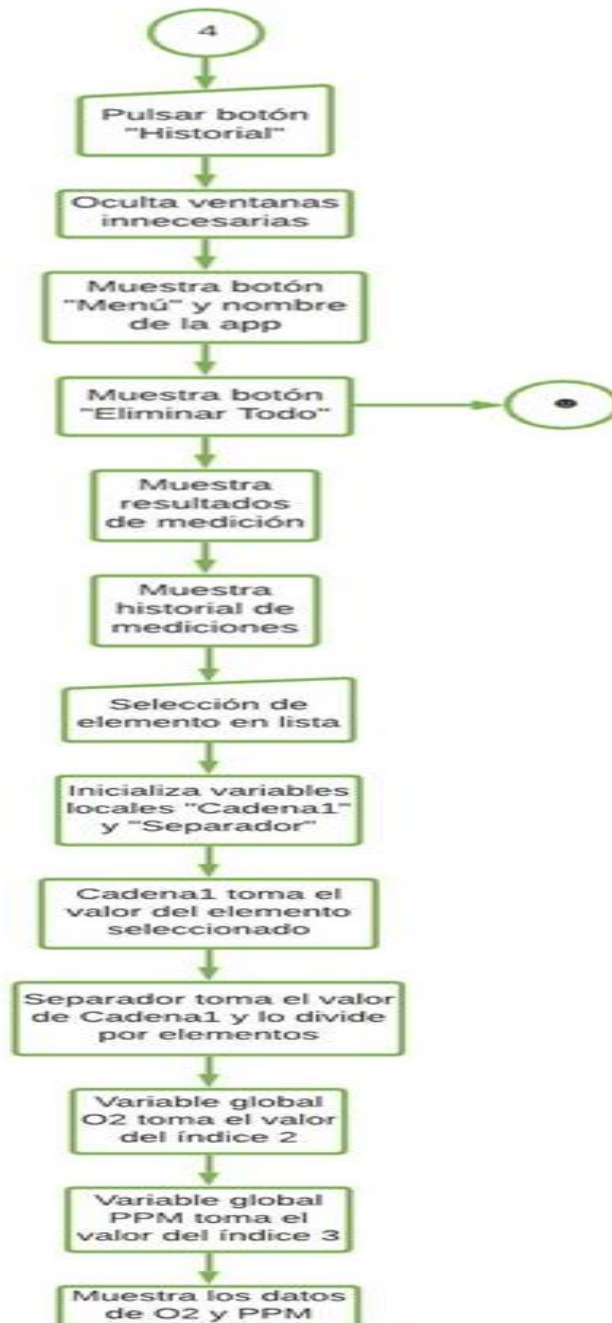 4
Pulsar botón
"Historial"
Oculta ventanas
innecesarias
Muestra botón
"Menú" y nombre
de la app
Muestra botón
"Eliminar Todo"
Muestra
resultados
de medición
Muestra
historial de
mediciones
Selección de
elemento en lista
Inicializa variables
locales "Cadena1"
y "Separador"
Cadena1 toma el
valor del elemento
seleccionado
Separador toma el valor
de Cadena1 y lo divide
por elementos
Variable global
O2 toma el valor
del índice 2
Variable global
PPM toma el
valor del índice 3
Muestra los datos
de O2 y PPM